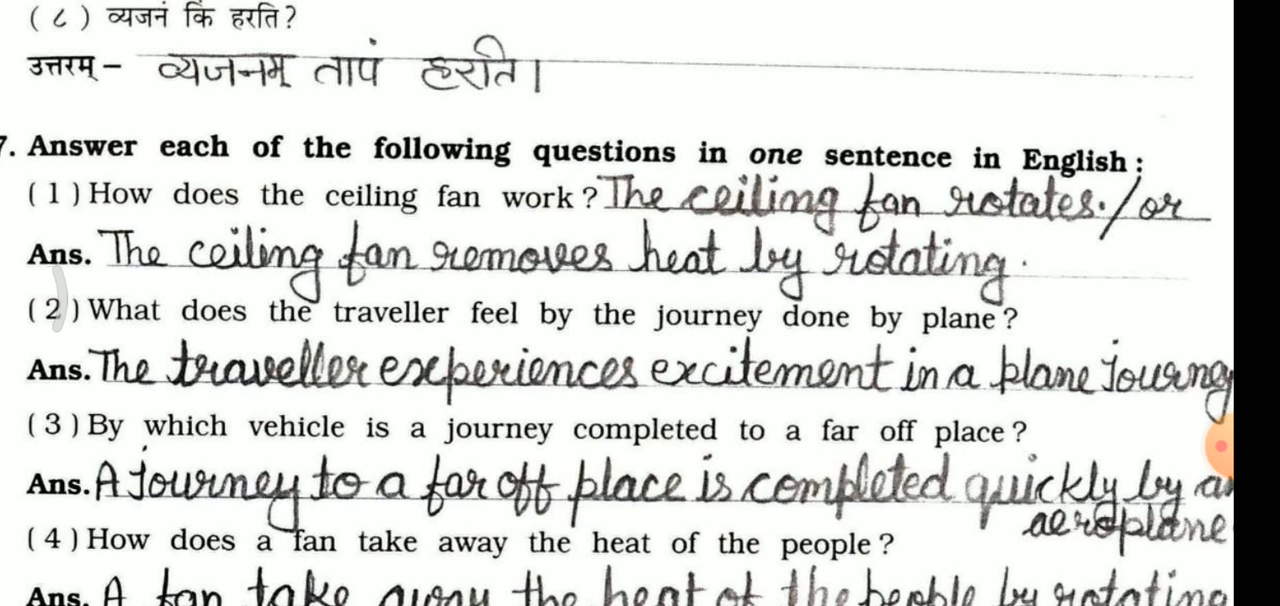 ( ८ ) व्यजनं किं हरति?
उत्तरम् – व्यजनम् तापं हरति।
7. Answer each of the following questions in one sentence in English :
( 1 ) How does the ceiling fan work ? The ceiling fan rotates. / or
Ans. The ceiling fan removes heat by rotating.
( 2 ) What does the traveller feel by the journey done by plane ?
Ans. The traveller experiences excitement in a plane journey
( 3 ) By which vehicle is a journey completed to a far off place ?
Ans. A journey to a far off place is completed quickly by an
aeroplane
( 4 ) How does a fan take away the heat of the people ?
Ans. A fan take away the heat of the people by rotating